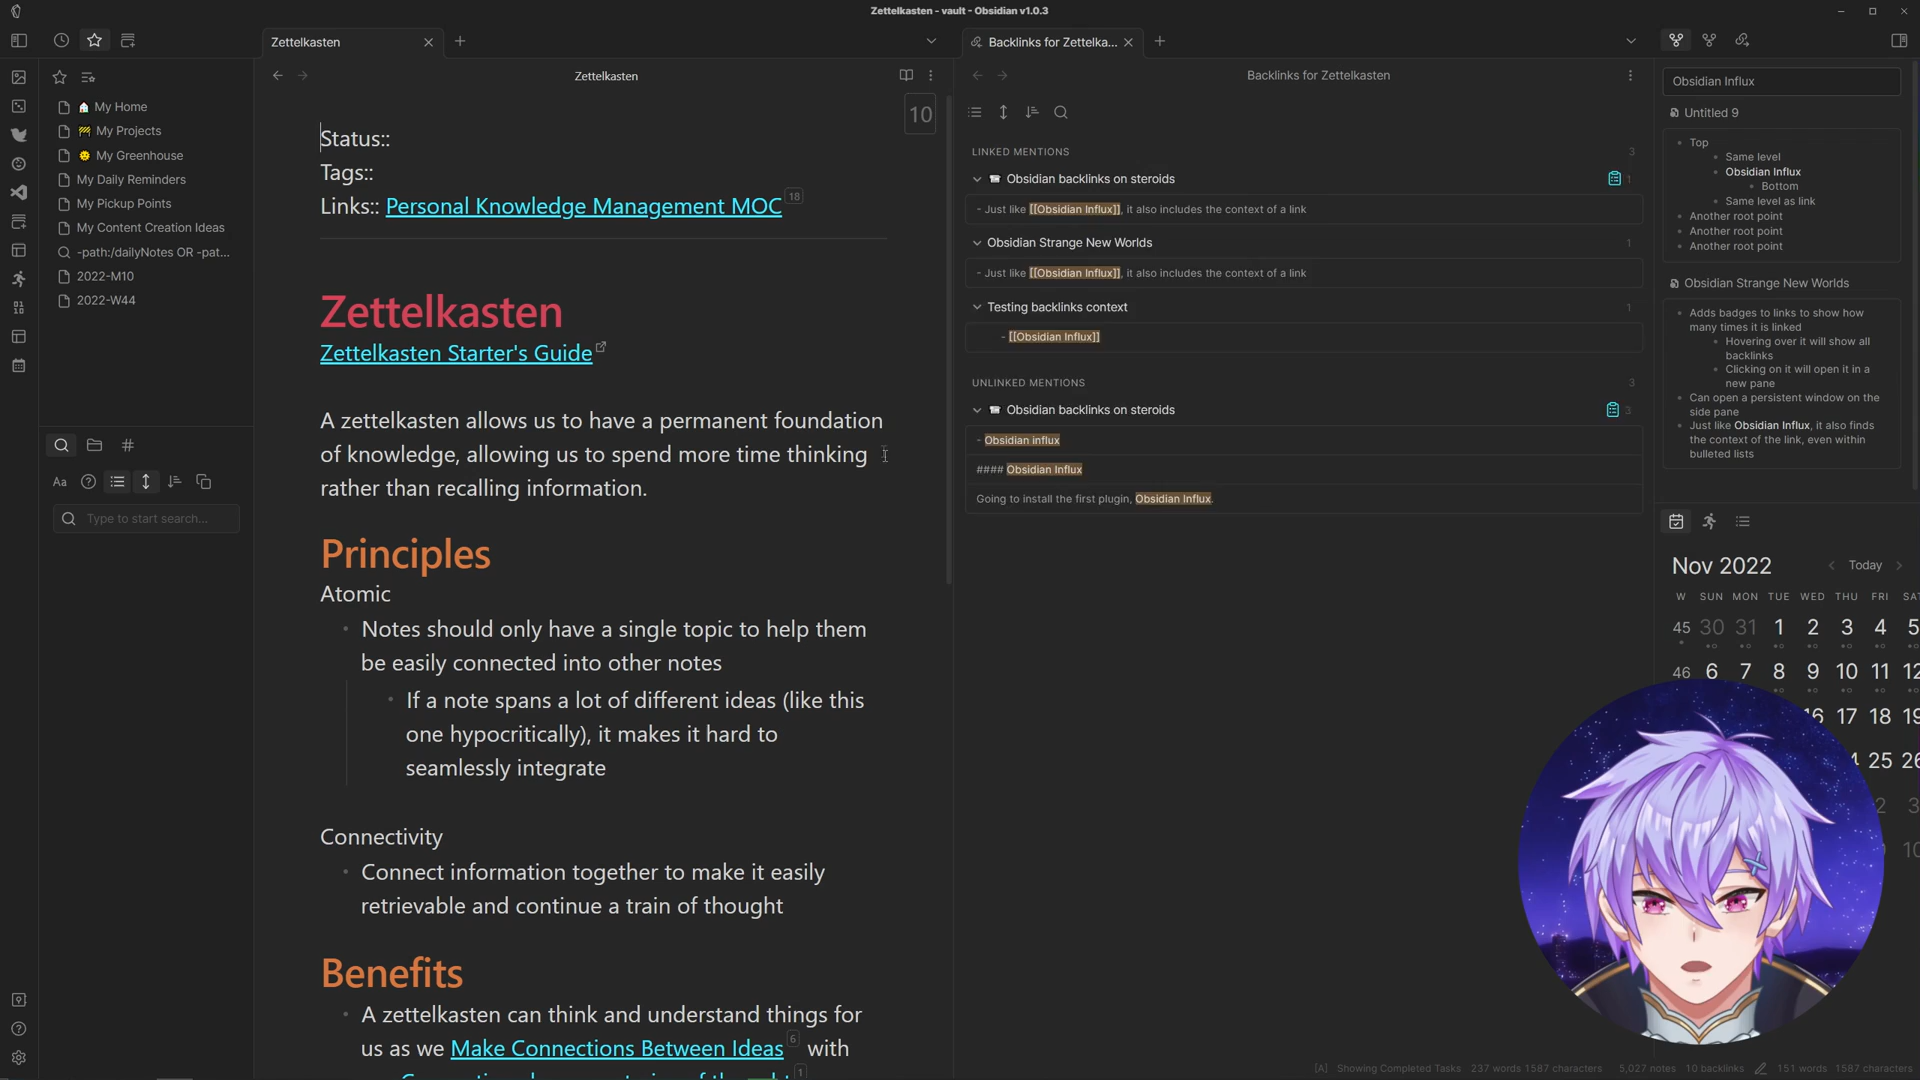 Zettelkasten - vault - Obsidian v1.0.3
Zettelkasten
Backlinks for Zettelka...
My Home
My Projects
My Greenhouse
My Daily Reminders
My Pickup Points
My Content Creation Ideas
-path:/dailyNotes OR -pat...
2022-M10
2022-W44
Aa
Type to start search...
Zettelkasten
10
Status::
Tags::
Links:: Personal Knowledge Management MOC 18
Zettelkasten
Zettelkasten Starter's Guide
A zettelkasten allows us to have a permanent foundation
of knowledge, allowing us to spend more time thinking
rather than recalling information.
Principles
Atomic
Notes should only have a single topic to help them
be easily connected into other notes
If a note spans a lot of different ideas (like this
one hypocritically), it makes it hard to
seamlessly integrate
Connectivity
Connect information together to make it easily
retrievable and continue a train of thought
Benefits
A zettelkasten can think and understand things for
us as we Make Connections Between Ideas 6 with
1
Backlinks for Zettelkasten
LINKED MENTIONS 3
Obsidian backlinks on steroids 1
- Just like [[Obsidian Influx]], it also includes the context of a link
Obsidian Strange New Worlds 1
- Just like [[Obsidian Influx]], it also includes the context of a link
Testing backlinks context 1
- [[Obsidian Influx]]
UNLINKED MENTIONS 3
Obsidian backlinks on steroids 3
- Obsidian influx
#### Obsidian Influx
Going to install the first plugin, Obsidian Influx.
Obsidian Influx
Untitled 9
Top
Same level
Obsidian Influx
Bottom
Same level as link
Another root point
Another root point
Another root point
Obsidian Strange New Worlds
Adds badges to links to show how
many times it is linked
Hovering over it will show all
backlinks
Clicking on it will open it in a
new pane
Can open a persistent window on the
side pane
Just like Obsidian Influx, it also finds
the context of the link, even within
bulleted lists
Nov 2022 Today
W SUN MON TUE WED THU FRI SAT
45 30 31 1 2 3 4 5
46 6 7 8 9 10 11 12
16 17 18 19
25 26
2 3
10
[A] Showing Completed Tasks 237 words 1587 characters 5,027 notes 10 backlinks 151 words 1587 characters